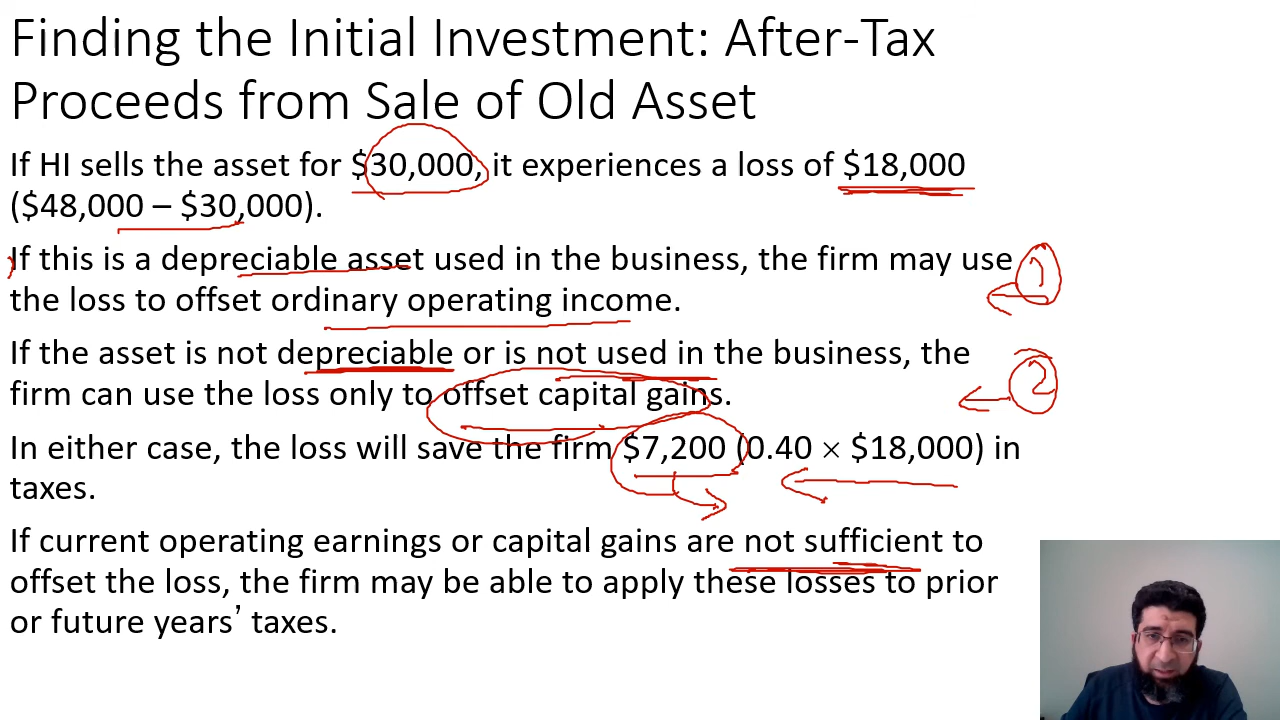 Finding the Initial Investment: After-Tax
Proceeds from Sale of Old Asset
If HI sells the asset for $30,000, it experiences a loss of $18,000
($48,000 – $30,000).
If this is a depreciable asset used in the business, the firm may use
the loss to offset ordinary operating income.
1
If the asset is not depreciable or is not used in the business, the
firm can use the loss only to offset capital gains.
2
In either case, the loss will save the firm $7,200 (0.40 × $18,000) in
taxes.
If current operating earnings or capital gains are not sufficient to
offset the loss, the firm may be able to apply these losses to prior
or future years’ taxes.